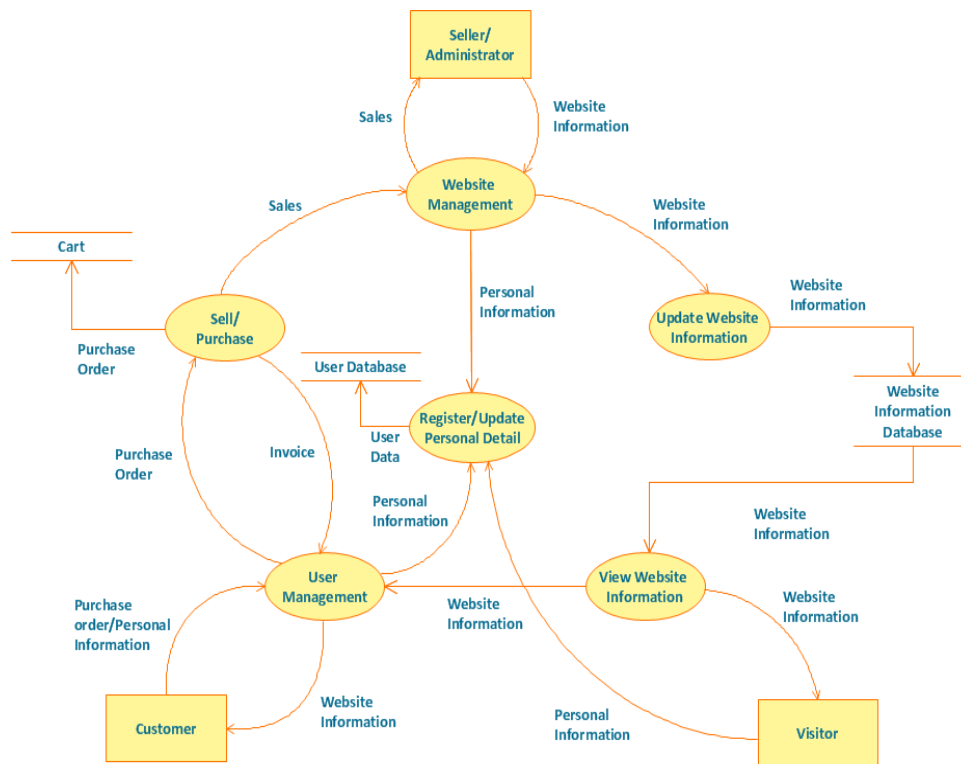 Seller/
Administrator
Sales
Website
Information
Website
Management
Sales
Website
Information
Cart
Website
Information
Personal
Information
Sell/
Purchase
Update Website
Information
Purchase
Order
User Database
Website
Information
Database
Register/Update
Personal Detail
User
Data
Purchase
Order
Invoice
Personal
Information
Website
Information
User
Management
View Website
Information
Purchase
order/Personal
Information
Website
Information
Website
Information
Website
Information
Personal
Information
Customer
Visitor